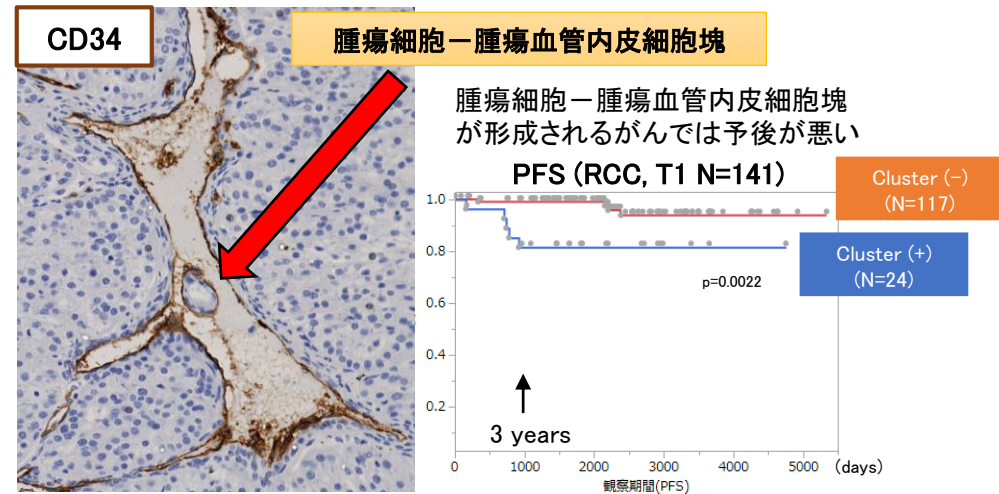 CD34
腫瘍細胞－腫瘍血管内皮細胞塊
腫瘍細胞－腫瘍血管内皮細胞塊
が形成されるがんでは予後が悪い
PFS (RCC, T1 N=141)
Cluster (－)
(N=117)
Cluster (+)
(N=24)
p=0.0022
1.0
0.8
0.6
0.4
0.2
3 years
0
1000
2000
3000
4000
5000
(days)
観察期間(PFS)